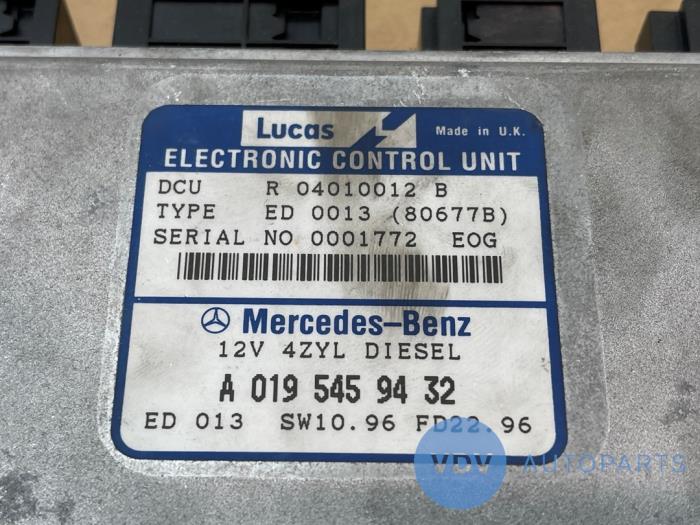 Lucas Made in U.K.
ELECTRONIC CONTROL UNIT
DCU R 04010012 B
TYPE ED 0013 (80677B)
SERIAL NO 0001772 EOG
Mercedes-Benz
12V 4ZYL DIESEL
A 019 545 94 32
ED 013 SW10.96 FD22.96
VDV AUTOPARTS